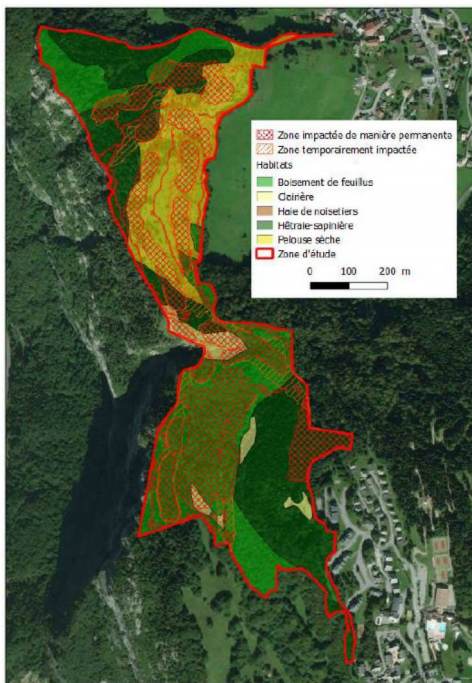 Zone impactée de manière permanente
Zone temporairement impactée
Habitats
Boisement de feuillus
Clairière
Haie de noisetiers
Hêtraie-sapinière
Pelouse sèche
Zone d'étude
0 100 200 m